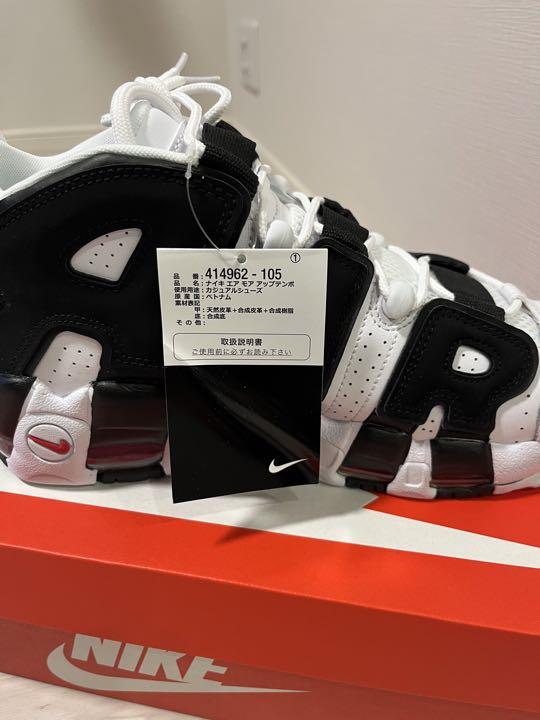 ①
品 番: 414962 - 105
品 名: ナイキ エア モア アップテンポ
使用用途: カジュアルシューズ
原 産 国: ベトナム
素材表記
甲: 天然皮革+合成皮革+合成樹脂
底: 合成底
その他:
取扱説明書
ご使用前に必ずお読み下さい
NIKE